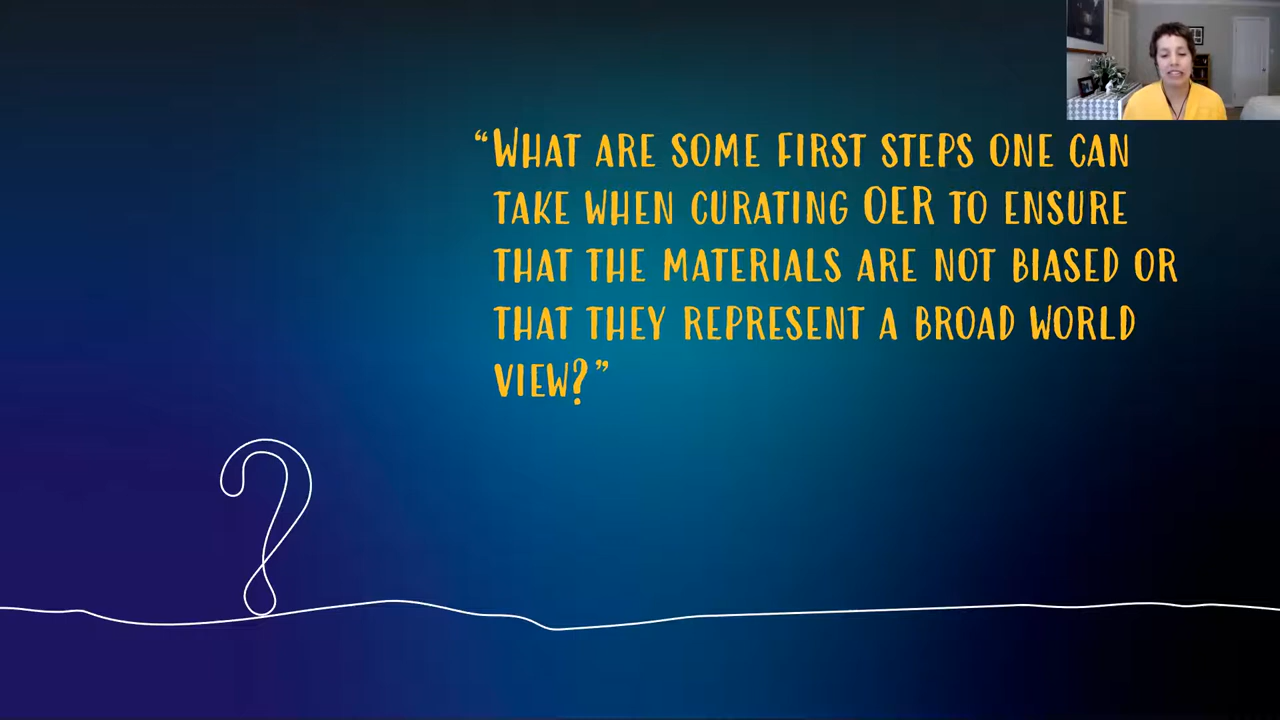 “What are some first steps one can
take when curating OER to ensure
that the materials are not biased or
that they represent a broad world
view?”